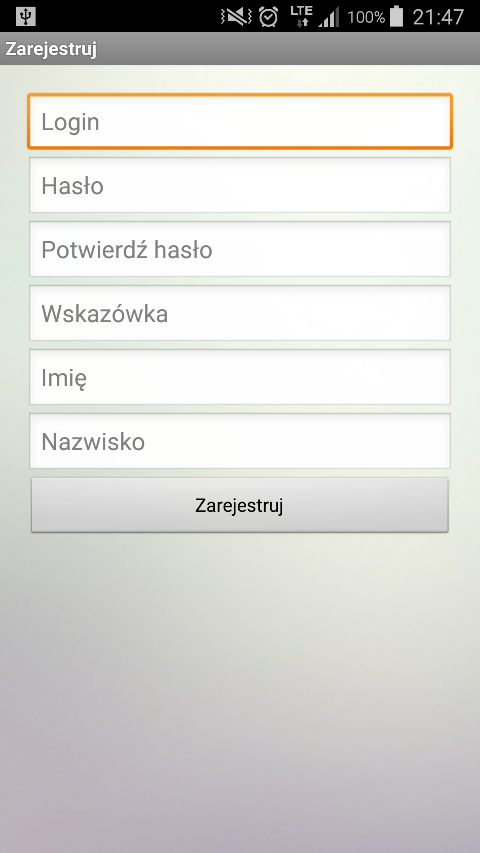 LTE
100%
21:47
Zarejestruj
Login
Hasło
Potwierdź hasło
Wskazówka
Imię
Nazwisko
Zarejestruj